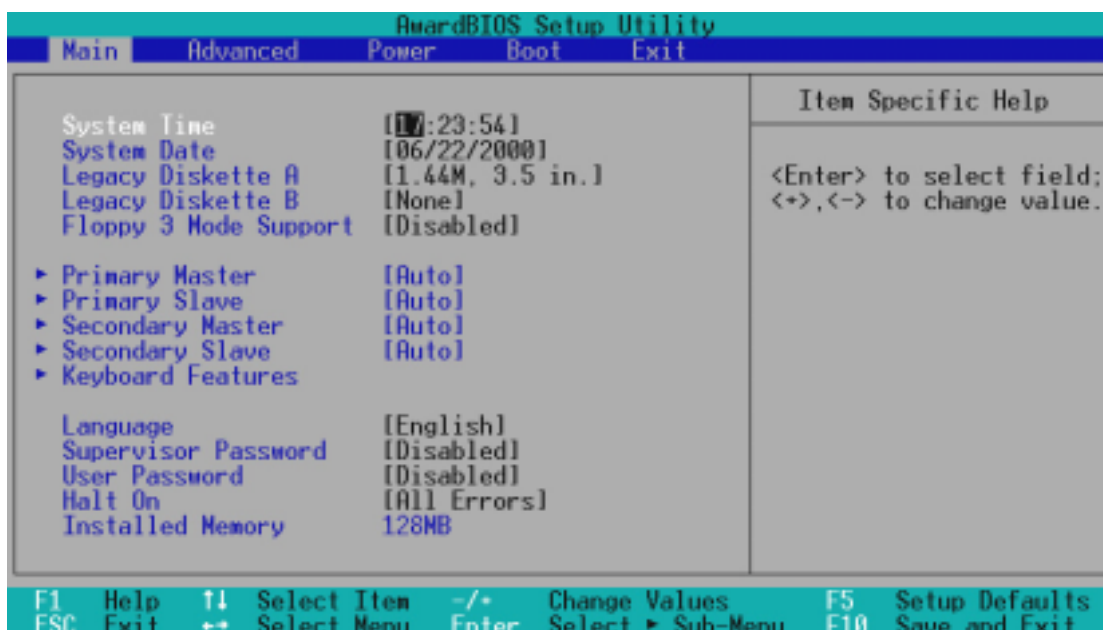 AwardBIOS Setup Utility
Main Advanced Power Boot Exit
Item Specific Help
System Time [17:23:54]
System Date [06/22/2000]
Legacy Diskette A [1.44M, 3.5 in.]
Legacy Diskette B [None]
Floppy 3 Mode Support [Disabled]
<Enter> to select field;
<+>,<-> to change value.
▶ Primary Master [Auto]
▶ Primary Slave [Auto]
▶ Secondary Master [Auto]
▶ Secondary Slave [Auto]
▶ Keyboard Features
Language [English]
Supervisor Password [Disabled]
User Password [Disabled]
Halt On [All Errors]
Installed Memory 128MB
F1 Help ↑↓ Select Item -/+ Change Values F5 Setup Defaults
ESC Exit ←→ Select Menu Enter Select ▶ Sub-Menu F10 Save and Exit